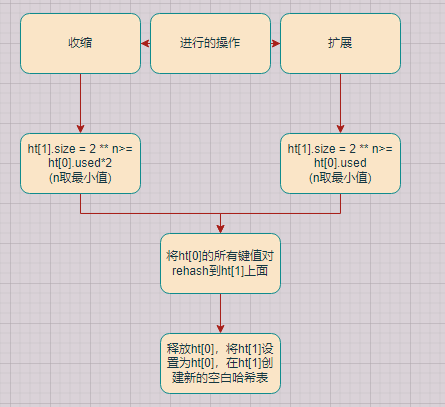 收缩
进行的操作
扩展
ht[1].size = 2 ** n>=
ht[0].used*2
(n取最小值)
ht[1].size = 2 ** n>=
ht[0].used
(n取最小值)
将ht[0]的所有键值对
rehash到ht[1]上面
释放ht[0]，将ht[1]设
置为ht[0]，在ht[1]创
建新的空白哈希表